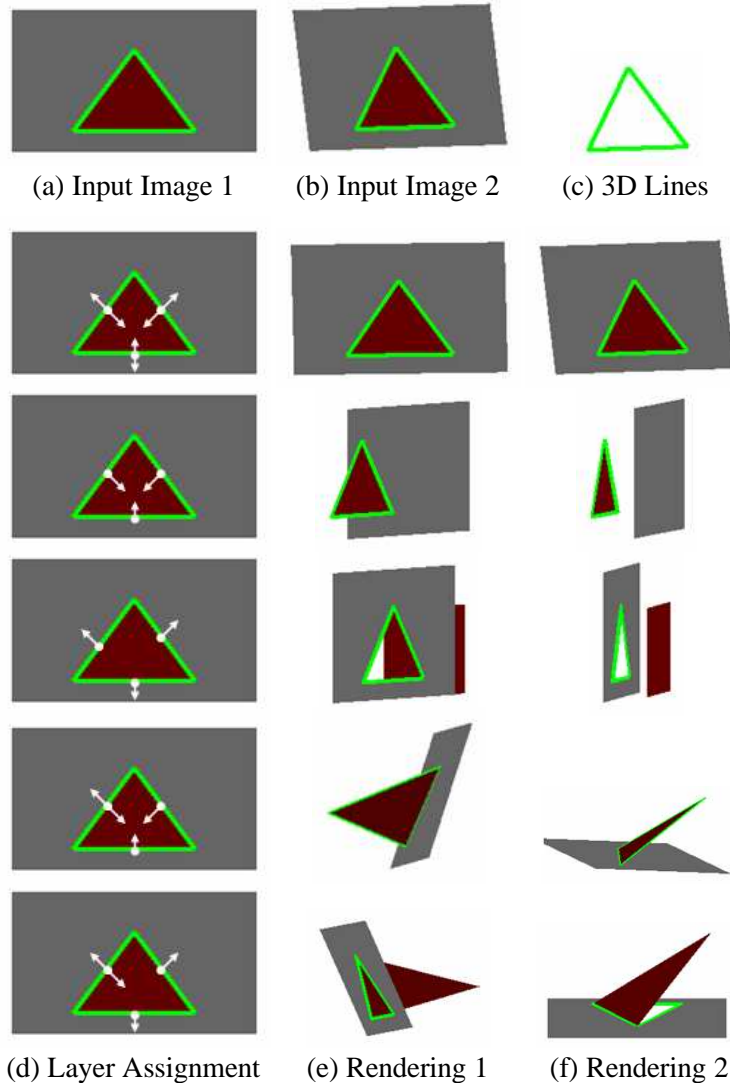 (a) Input Image 1 (b) Input Image 2 (c) 3D Lines
(d) Layer Assignment (e) Rendering 1 (f) Rendering 2